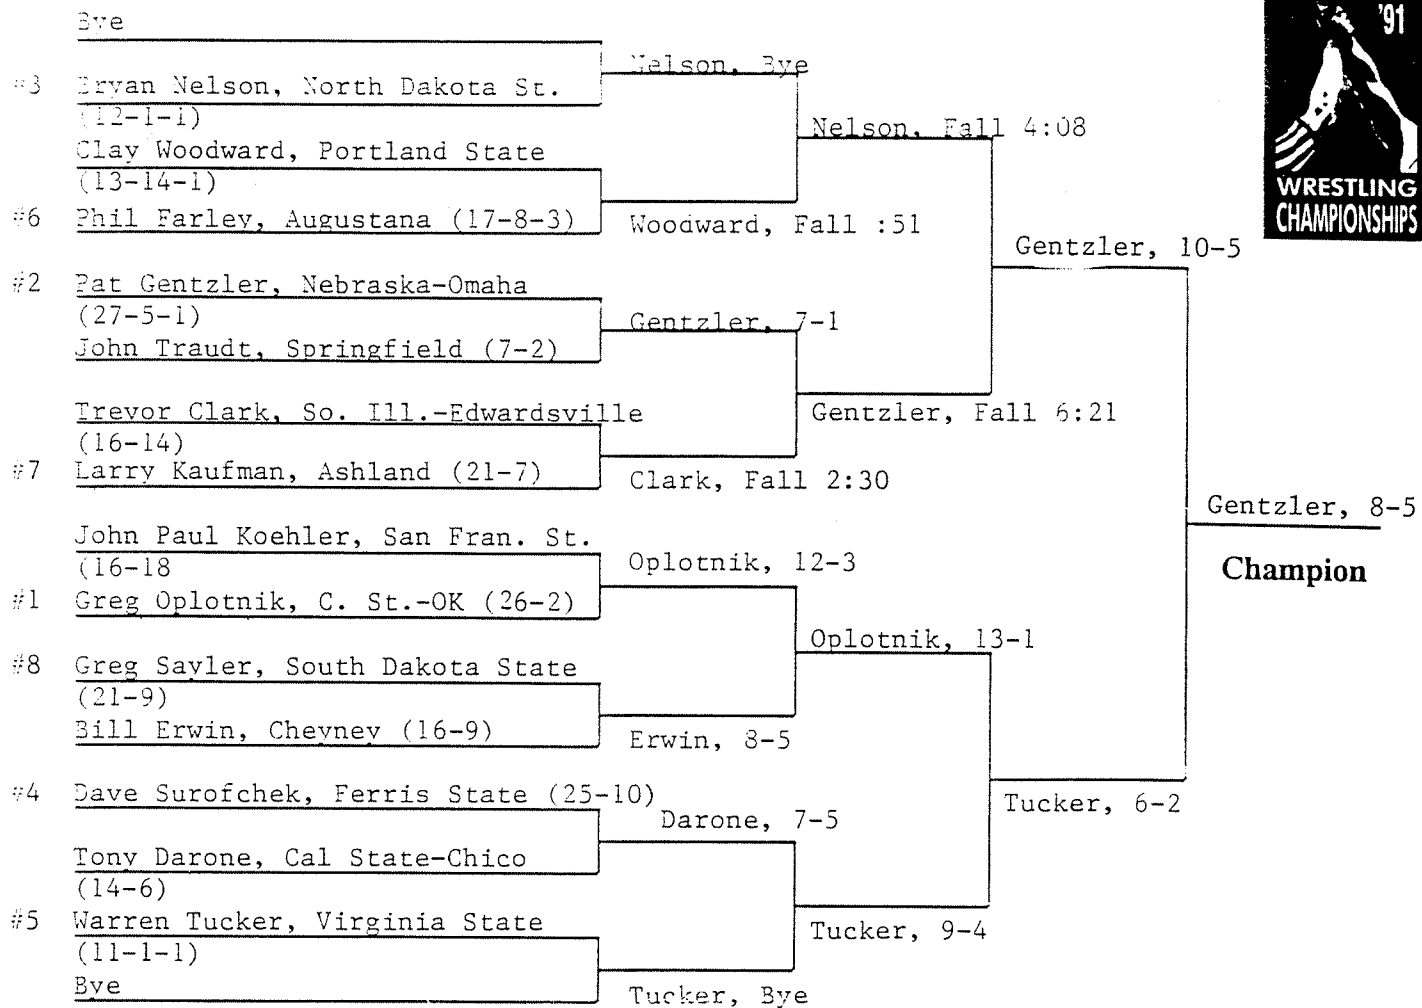 Bye
'91
Nelson, Bye
#3 Bryan Nelson, North Dakota St.
(12-1-1)
Nelson, Fall 4:08
Clay Woodward, Portland State
(13-14-1)
WRESTLING
CHAMPIONSHIPS
#6 Phil Farley, Augustana (17-8-3)
Woodward, Fall :51
Gentzler, 10-5
#2 Pat Gentzler, Nebraska-Omaha
(27-5-1)
Gentzler, 7-1
John Traudt, Springfield (7-2)
Trevor Clark, So. Ill.-Edwardsville
Gentzler, Fall 6:21
(16-14)
#7 Larry Kaufman, Ashland (21-7)
Clark, Fall 2:30
Gentzler, 8-5
Champion
John Paul Koehler, San Fran. St.
(16-18
Oplotnik, 12-3
#1 Greg Oplotnik, C. St.-OK (26-2)
Oplotnik, 13-1
#8 Greg Sayler, South Dakota State
(21-9)
Bill Erwin, Cheyney (16-9)
Erwin, 8-5
#4 Dave Surofchek, Ferris State (25-10)
Tucker, 6-2
Darone, 7-5
Tony Darone, Cal State-Chico
(14-6)
#5 Warren Tucker, Virginia State
Tucker, 9-4
(11-1-1)
Bye
Tucker, Bye